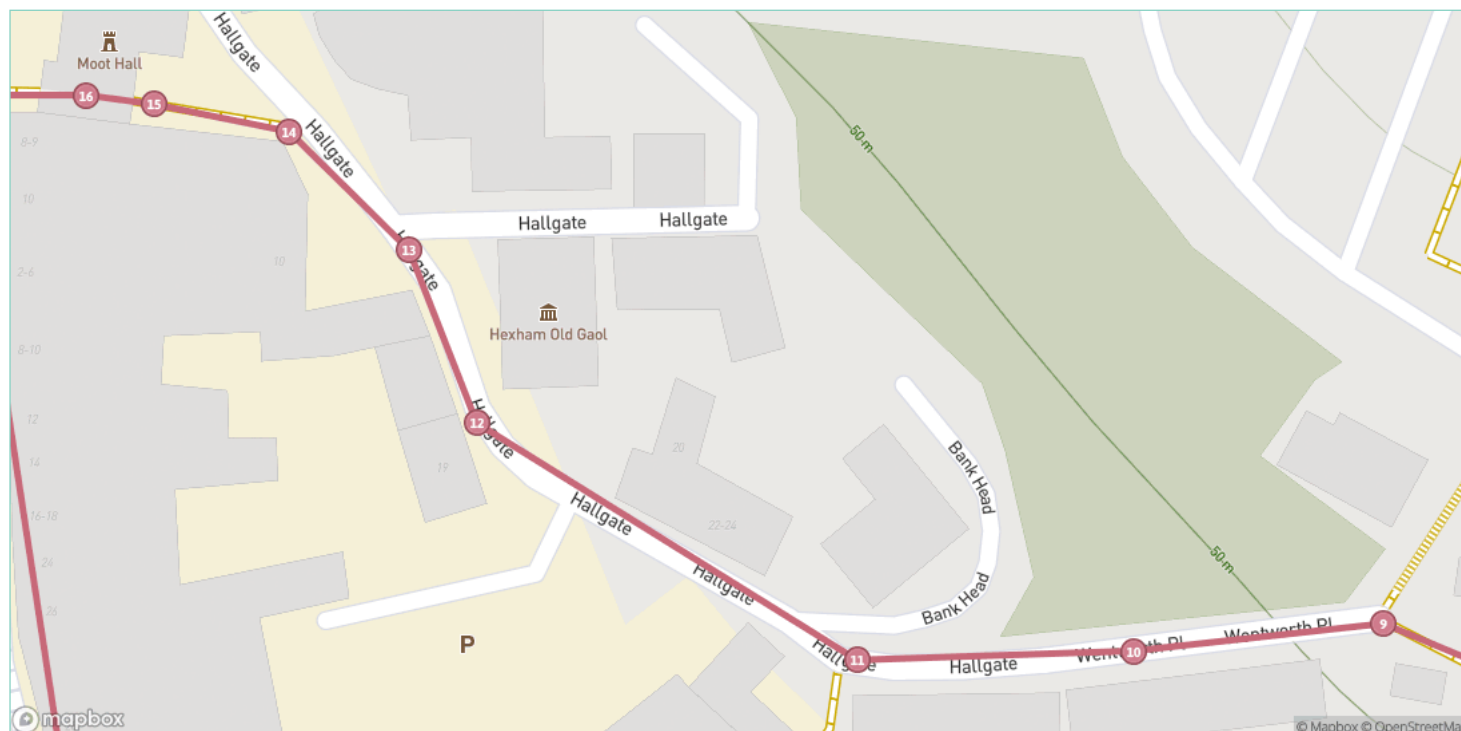 Hallgate
Moot Hall
16
15
14
Hallgate
50-m
8-9
10
Hallgate
Hallgate
13
Hallgate
10
2-6
Hexham Old Gaol
8-10
12
Hallgate
12
19
20
14
Bank Head
16-18
Hallgate
22-24
24
50-m
26
Hallgate
Bank Head
P
9
Wentworth Pl
10
Wentworth Pl
11
Hallgate
Hallgate
mapbox
© Mapbox © OpenStreetMa